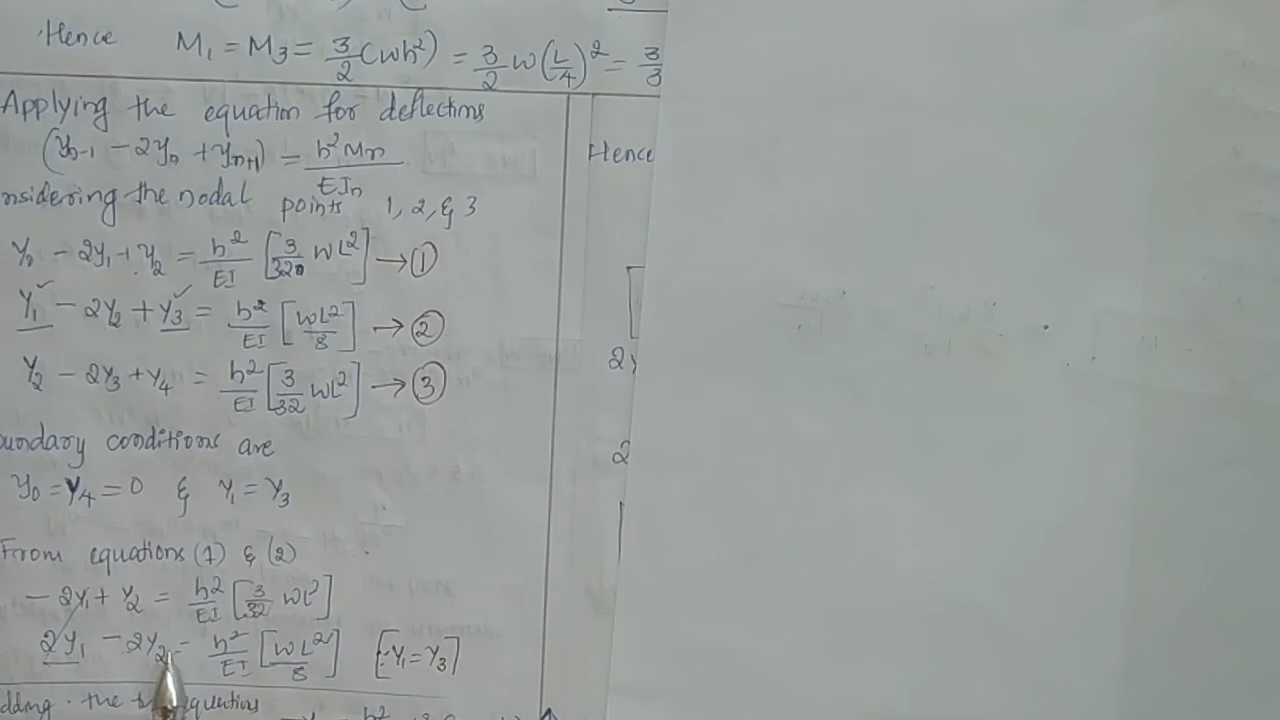 Hence M₁ = M₃ = 3/2 (wh²) = 3/2 w(L/4)² = 3/3
Applying the equation for deflections
(yₙ₋₁ - 2yₙ + yₙ₊₁) = h²Mₙ/EIₙ
nsidering the nodal points 1, 2, & 3
y₀ - 2y₁ + y₂ = h²/EI [3/32 WL²] → ①
y₁ - 2y₂ + y₃ = h²/EI [WL²/8] → ②
y₂ - 2y₃ + y₄ = h²/EI [3/32 WL²] → ③
undary conditions are
y₀ = y₄ = 0 & y₁ = y₃
From equations (1) & (2)
- 2y₁ + y₂ = h²/EI [3/32 WL²]
2y₁ - 2y₂ = h²/EI [WL²/8] [∵ y₁ = y₃]
dding the equations
Hence
2y
2